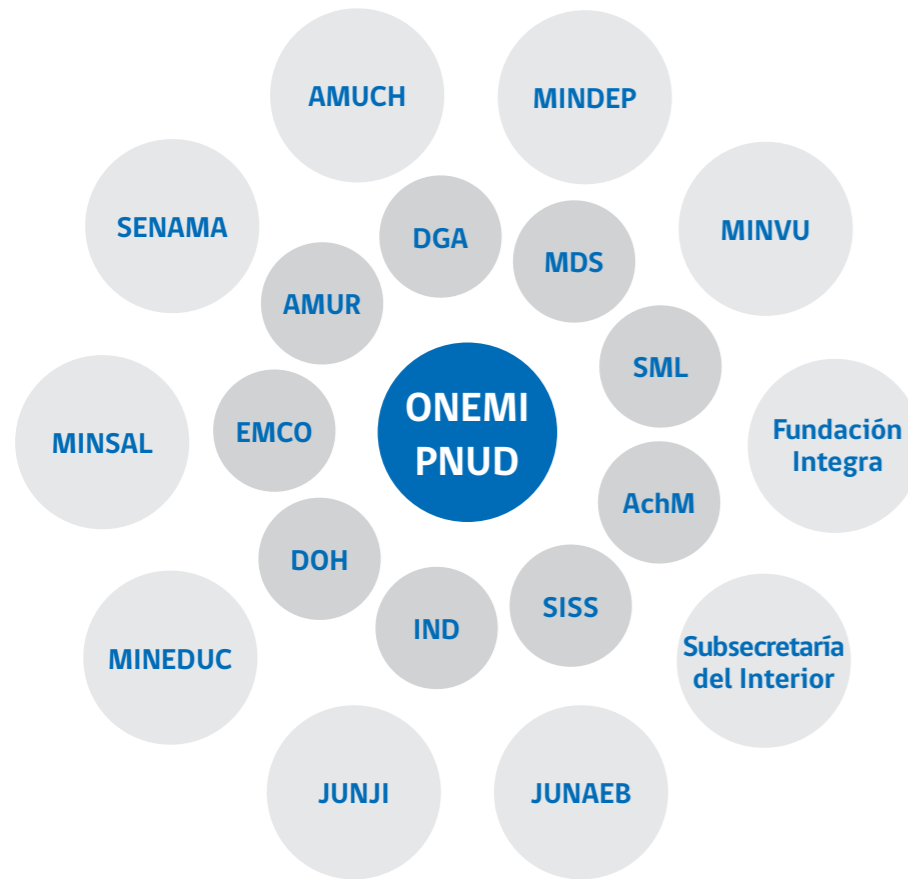 AMUCH
MINDEP
SENAMA
DGA
MINVU
MDS
AMUR
SML
ONEMI
PNUD
EMCO
MINSAL
Fundación
Integra
AchM
DOH
SISS
IND
MINEDUC
Subsecretaría
del Interior
JUNJI
JUNAEB